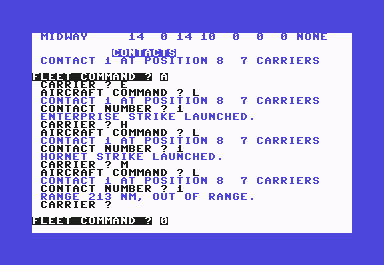 MIDWAY 14 0 14 10 0 0 0 NONE
CONTACTS
CONTACT 1 AT POSITION 8 7 CARRIERS
FLEET COMMAND ? A
CARRIER ? E
AIRCRAFT COMMAND ? L
CONTACT 1 AT POSITION 8 7 CARRIERS
CONTACT NUMBER ? 1
ENTERPRISE STRIKE LAUNCHED.
CARRIER ? H
AIRCRAFT COMMAND ? L
CONTACT 1 AT POSITION 8 7 CARRIERS
CONTACT NUMBER ? 1
HORNET STRIKE LAUNCHED.
CARRIER ? M
AIRCRAFT COMMAND ? L
CONTACT 1 AT POSITION 8 7 CARRIERS
CONTACT NUMBER ? 1
RANGE 213 NM, OUT OF RANGE.
CARRIER ?
FLEET COMMAND ?